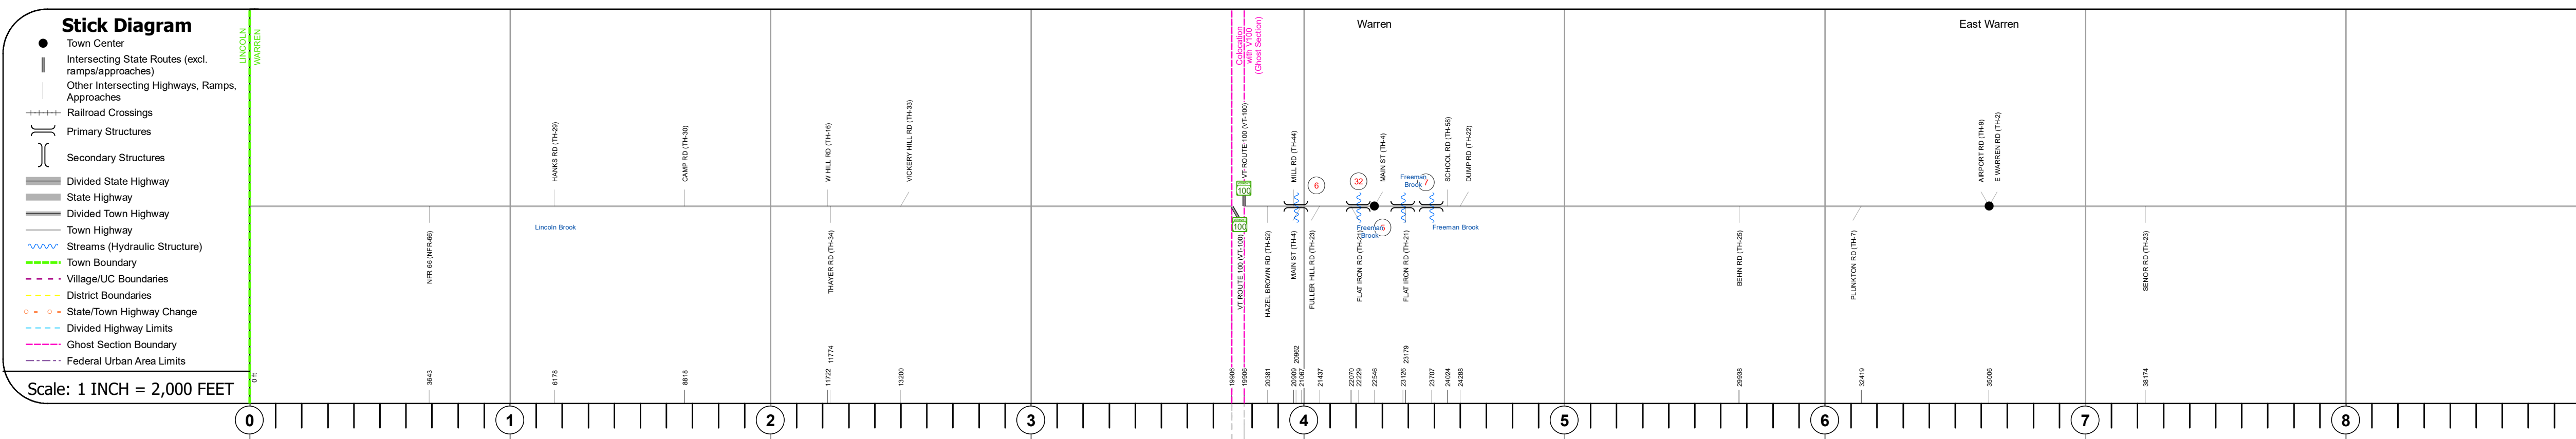 Stick Diagram
Town Center
Intersecting State Routes (excl.
ramps/approaches)
Other Intersecting Highways, Ramps,
Approaches
Railroad Crossings
Primary Structures
Secondary Structures
Divided State Highway
State Highway
Divided Town Highway
Town Highway
Streams (Hydraulic Structure)
Town Boundary
Village/UC Boundaries
District Boundaries
State/Town Highway Change
Divided Highway Limits
Ghost Section Boundary
Federal Urban Area Limits
Scale: 1 INCH = 2,000 FEET
LINCOLN
WARREN
Colocation
with V100
(Ghost Section)
Warren
East Warren
HANKS RD (TH-29)
CAMP RD (TH-30)
W HILL RD (TH-16)
VICKERY HILL RD (TH-33)
VT ROUTE 100 (VT-100)
MILL RD (TH-44)
MAIN ST (TH-4)
SCHOOL RD (TH-58)
DUMP RD (TH-22)
AIRPORT RD (TH-9)
E WARREN RD (TH-2)
100
6
32
Freeman
Brook
7
100
Lincoln Brook
Freeman
Brook
Freeman Brook
NFR 66 (NFR-66)
THAYER RD (TH-34)
VT ROUTE 100 (VT-100)
HAZEL BROWN RD (TH-52)
MAIN ST (TH-4)
FULLER HILL RD (TH-23)
FLAT IRON RD (TH-21)
FLAT IRON RD (TH-21)
BEHN RD (TH-25)
PLUNKTON RD (TH-7)
SENOR RD (TH-23)
0 ft
3643
6178
8818
11722
11774
13200
19906
19906
20381
20909
20962
21067
21437
22070
22229
22546
23126
23179
23707
24024
24288
29938
32419
35006
38174
0
1
2
3
4
5
6
7
8